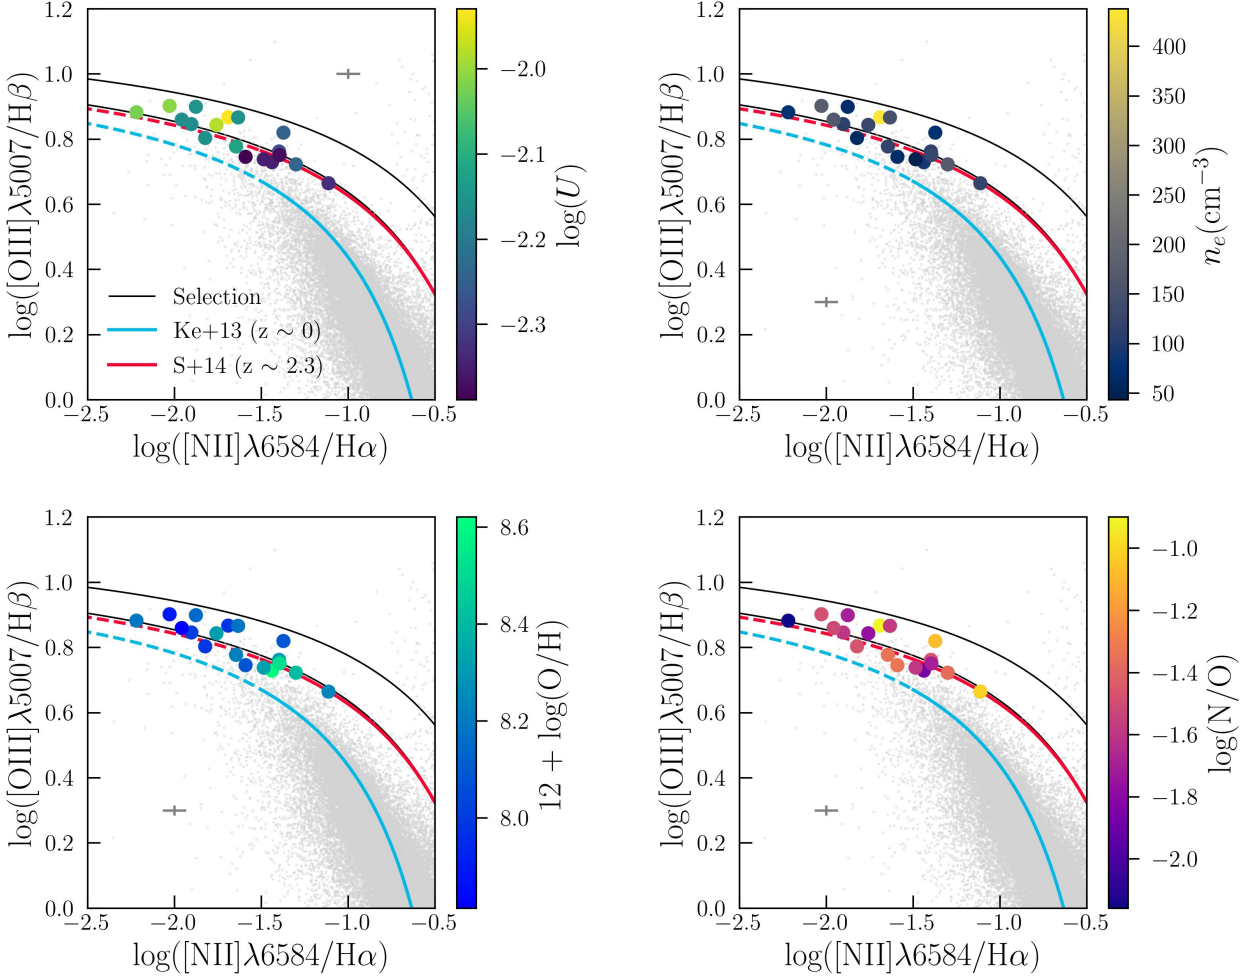 1.2
1.0
0.8
0.6
0.4
0.2
0.0
log([OIII]λ5007/Hβ)
Selection
Ke+13 (z ∼ 0)
S+14 (z ∼ 2.3)
−2.5 −2.0 −1.5 −1.0 −0.5
log([NII]λ6584/Hα)
−2.0
−2.1
−2.2
−2.3
log(U)
1.2
1.0
0.8
0.6
0.4
0.2
0.0
log([OIII]λ5007/Hβ)
−2.5 −2.0 −1.5 −1.0 −0.5
log([NII]λ6584/Hα)
400
350
300
250
200
150
100
50
nₑ(cm⁻³)
1.2
1.0
0.8
0.6
0.4
0.2
0.0
log([OIII]λ5007/Hβ)
−2.5 −2.0 −1.5 −1.0 −0.5
log([NII]λ6584/Hα)
8.6
8.4
8.2
8.0
12 + log(O/H)
1.2
1.0
0.8
0.6
0.4
0.2
0.0
log([OIII]λ5007/Hβ)
−2.5 −2.0 −1.5 −1.0 −0.5
log([NII]λ6584/Hα)
−1.0
−1.2
−1.4
−1.6
−1.8
−2.0
log(N/O)